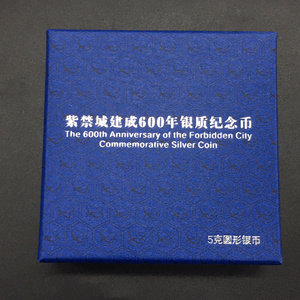 紫禁城建成600年银质纪念币
The 600th Anniversary of the Forbidden City
Commemorative Silver Coin
5克圆形银币